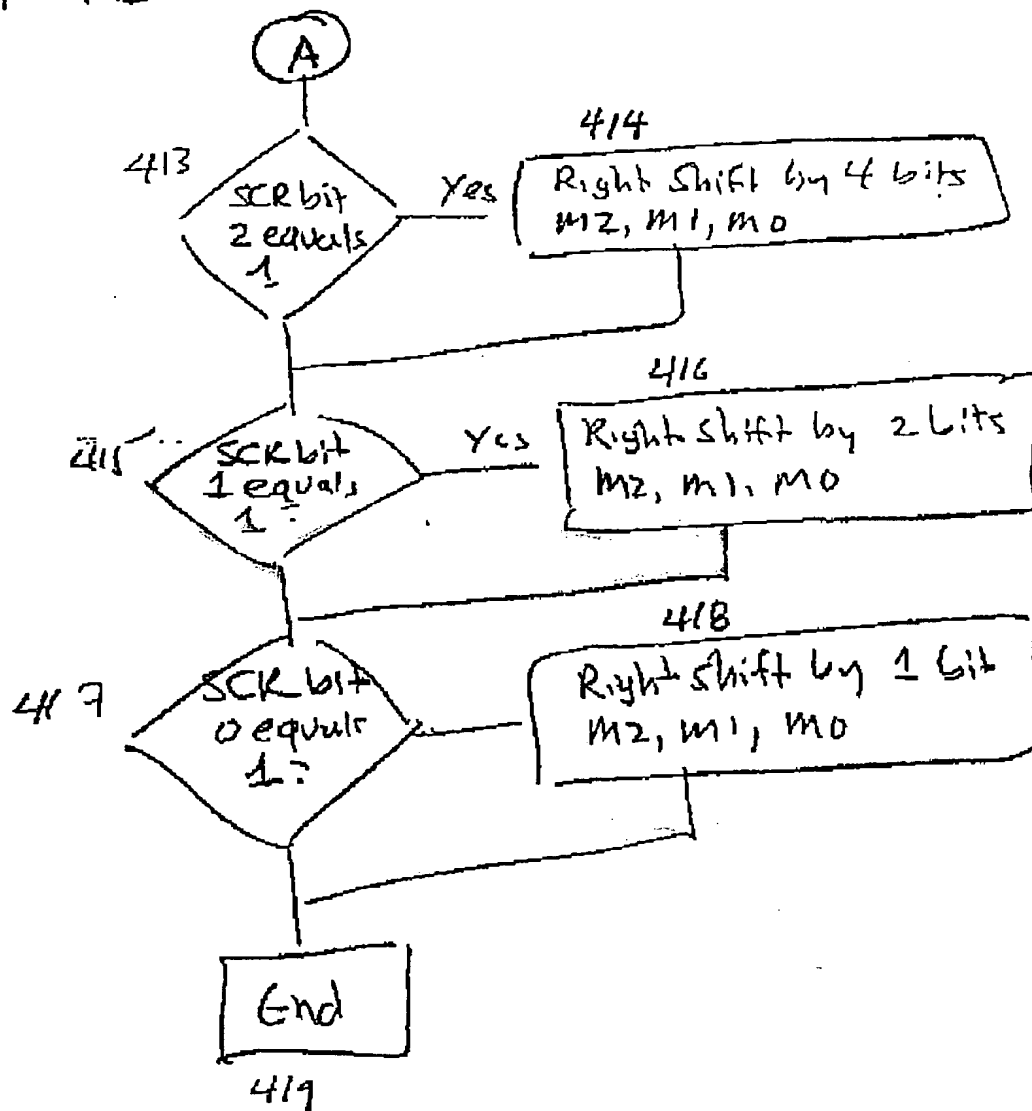 A
413
SCR bit
2 equals
1
Yes
414
Right Shift by 4 bits
m2, m1, m0
415
SCR bit
1 equals
1?
Yes
416
Right Shift by 2 bits
m2, m1, m0
417
SCR bit
0 equals
1?
418
Right Shift by 1 bit
m2, m1, m0
End
419